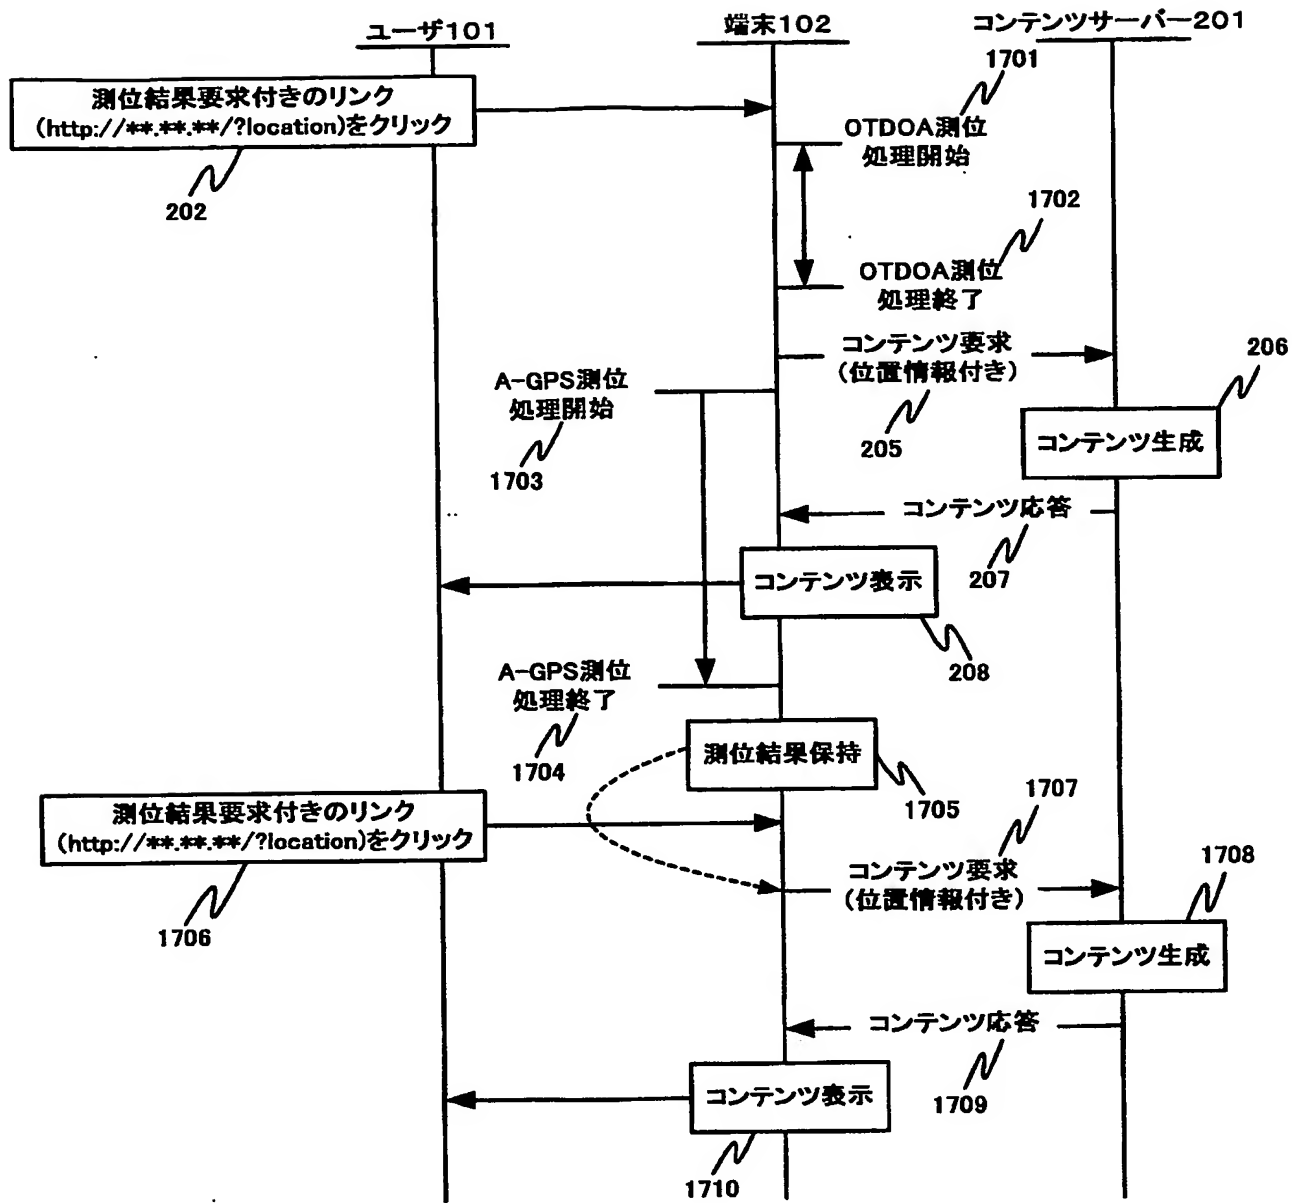 ユーザ101
端末102
コンテンツサーバー201
1701
測位結果要求付きのリンク
(http://**.**.**/?location)をクリック
202
OTDOA測位
処理開始
1702
OTDOA測位
処理終了
コンテンツ要求
(位置情報付き)
205
206
A-GPS測位
処理開始
1703
コンテンツ生成
コンテンツ応答
207
コンテンツ表示
208
A-GPS測位
処理終了
1704
測位結果保持
1705
測位結果要求付きのリンク
(http://**.**.**/?location)をクリック
1706
1707
コンテンツ要求
(位置情報付き)
1708
コンテンツ生成
コンテンツ応答
1709
コンテンツ表示
1710